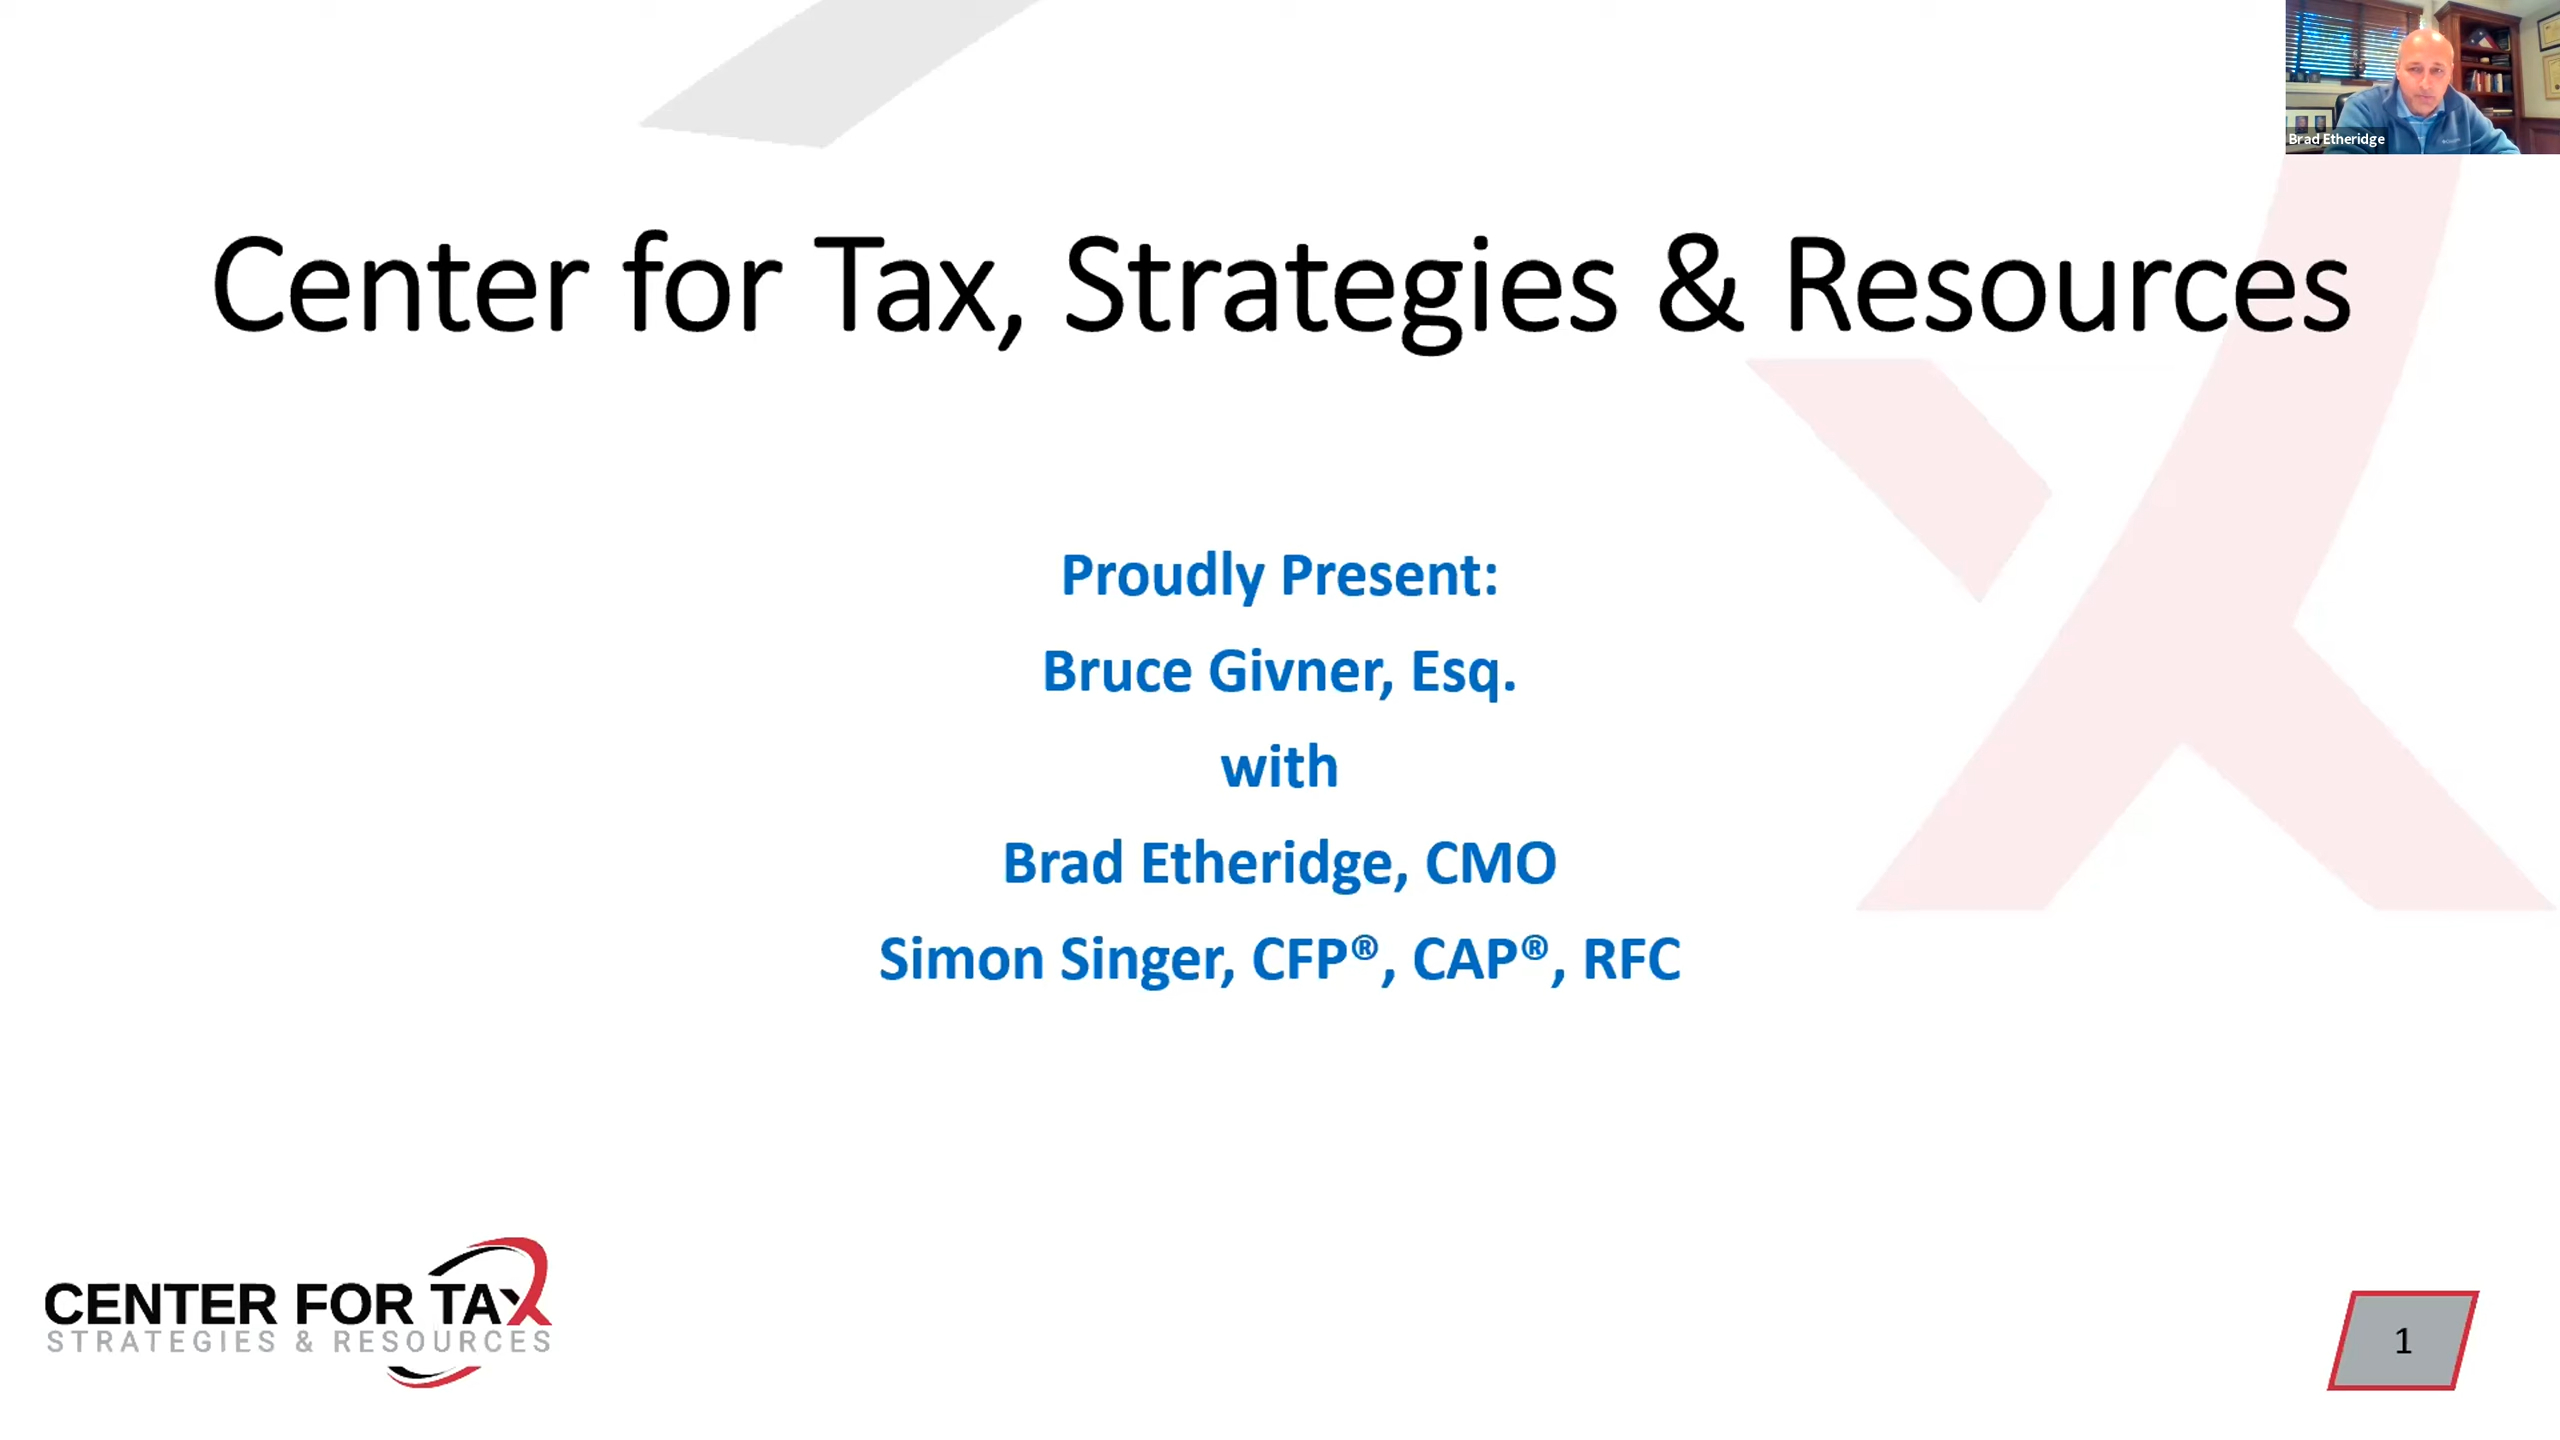 Brad Etheridge
Center for Tax, Strategies & Resources
Proudly Present:
Bruce Givner, Esq.
with
Brad Etheridge, CMO
Simon Singer, CFP®, CAP®, RFC
CENTER FOR TAX
STRATEGIES & RESOURCES
1